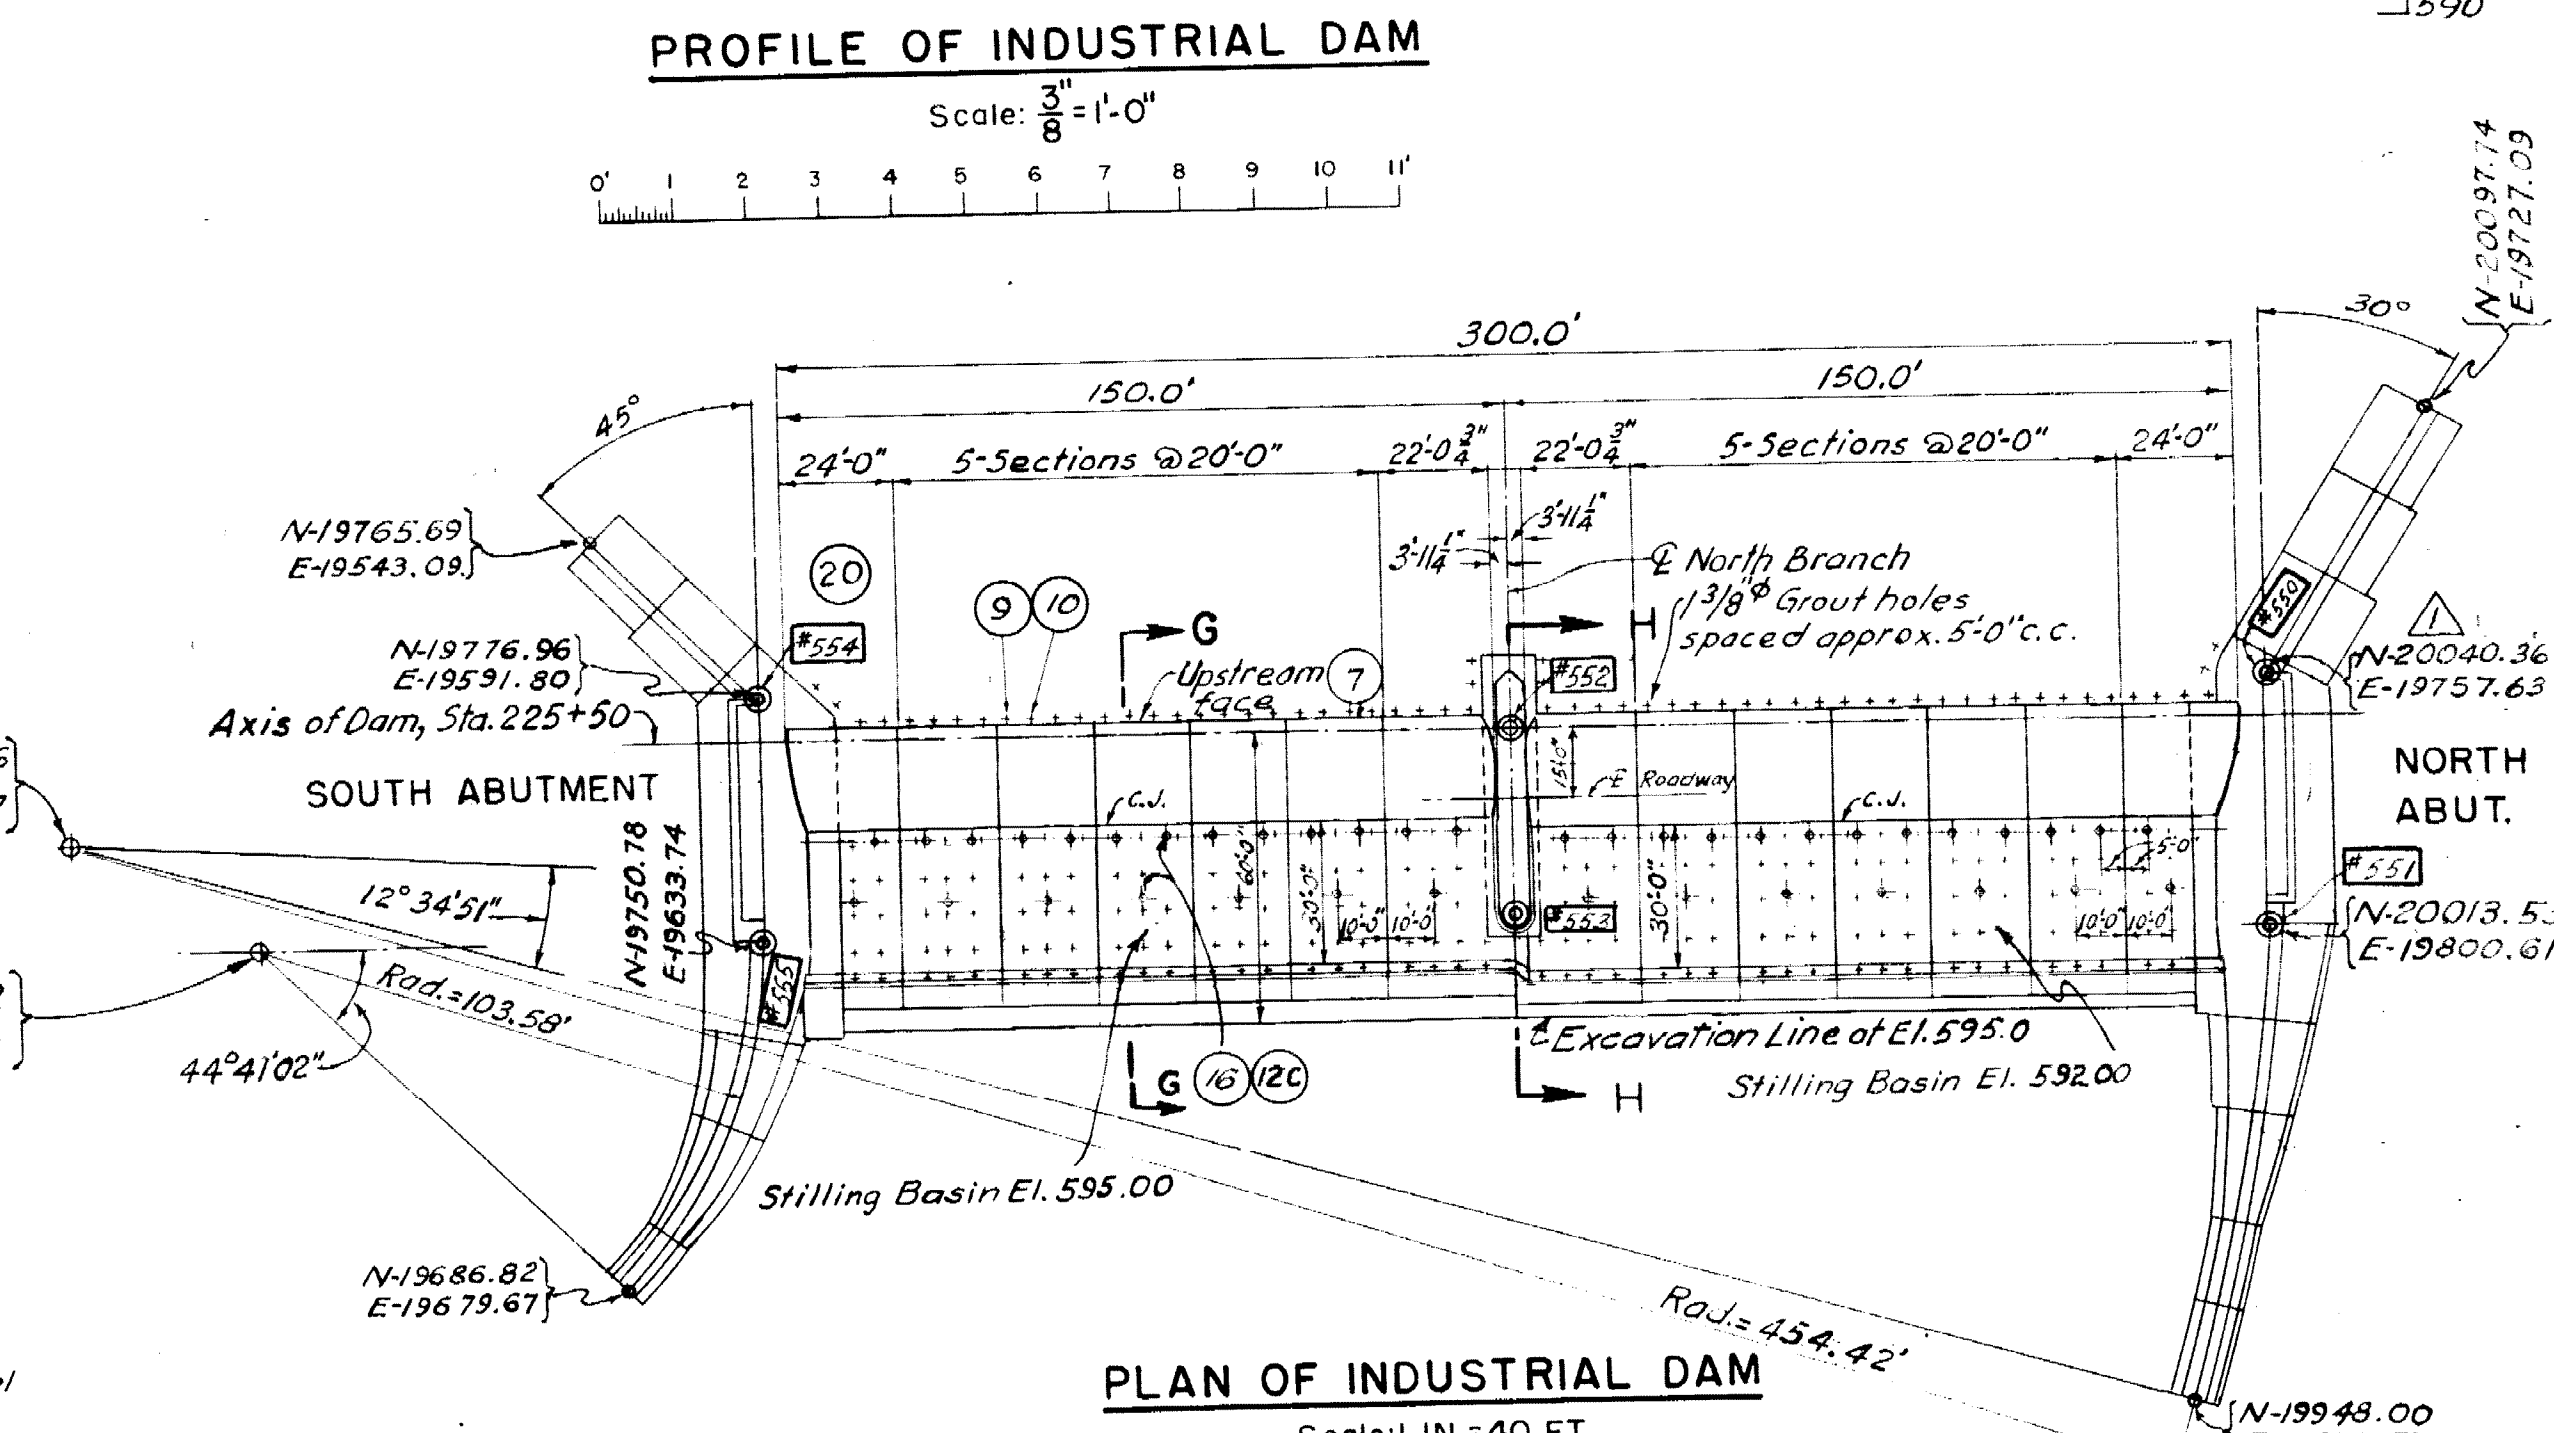 590
PROFILE OF INDUSTRIAL DAM
Scale: 3/8" = 1'-0"
0' 1 2 3 4 5 6 7 8 9 10 11'
N-20097.74
E-19727.09
30°
300.0'
150.0'
150.0'
45°
24'-0"
5-Sections @ 20'-0"
22'-0 3/4"
22'-0 3/4"
5-Sections @ 20'-0"
24'-0"
3'-11 1/4"
3'-11 1/4"
N-19765.69
E-19543.09
20
9
10
G
H
℄ North Branch
1 3/8"ϕ Grout holes
spaced approx. 5'-0" c.c.
#550
1
N-20040.36
E-19757.63
N-19776.96
E-19591.80
#554
Upstream
face
7
#552
Axis of Dam, Sta. 225+50
SOUTH ABUTMENT
NORTH
ABUT.
15'-0"
℄ Roadway
C.J.
C.J.
N-19750.78
E-19633.74
12°34'51"
60'-0"
30'-0"
10'-0"
10'-0"
30'-0"
5'-0"
10'-0"
10'-0"
#551
#553
N-20013.53
E-19800.61
#555
Rad.=103.58'
44°41'02"
Excavation Line at El. 595.0
G
16
12C
H
Stilling Basin El. 592.00
Stilling Basin El. 595.00
N-19686.82
E-19679.67
Rad.= 454.42'
PLAN OF INDUSTRIAL DAM
Scale: 1 IN.=40 FT.
N-19948.00